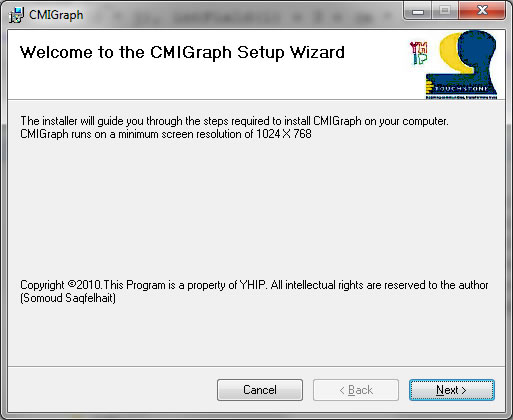 CMIGraph
Welcome to the CMIGraph Setup Wizard
YH
IP
TOUCHSTONE
The installer will guide you through the steps required to install CMIGraph on your computer.
CMIGraph runs on a minimum screen resolution of 1024 X 768
Copyright ©2010.This Program is a property of YHIP. All intellectual rights are reserved to the author
(Somoud Saqfelhait)
Cancel
< Back
Next >